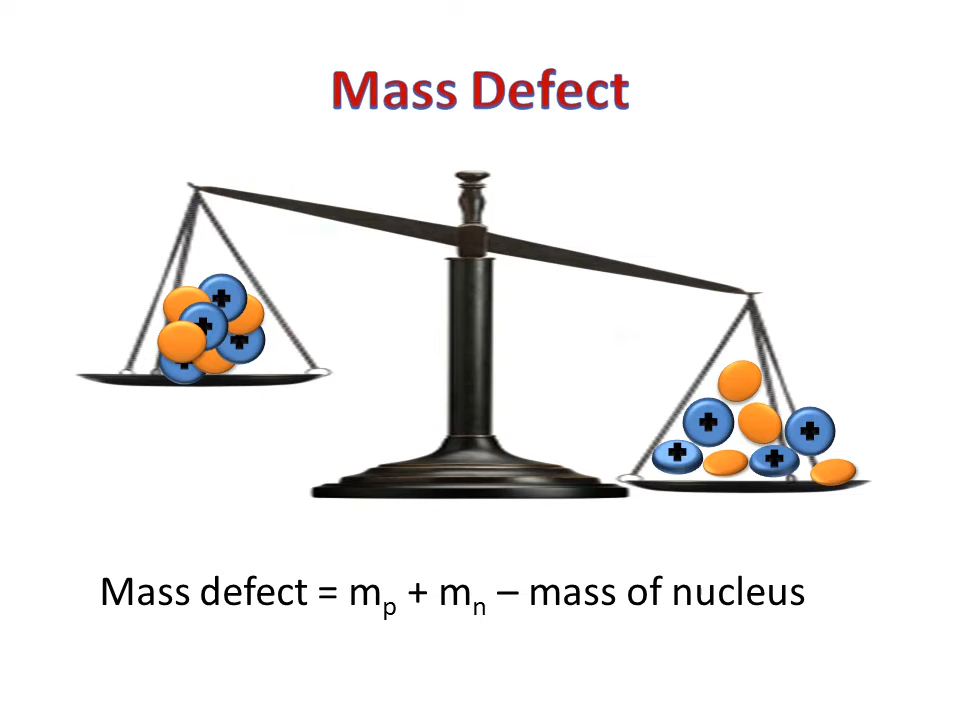 Mass Defect
Mass defect = mₚ + mₙ – mass of nucleus